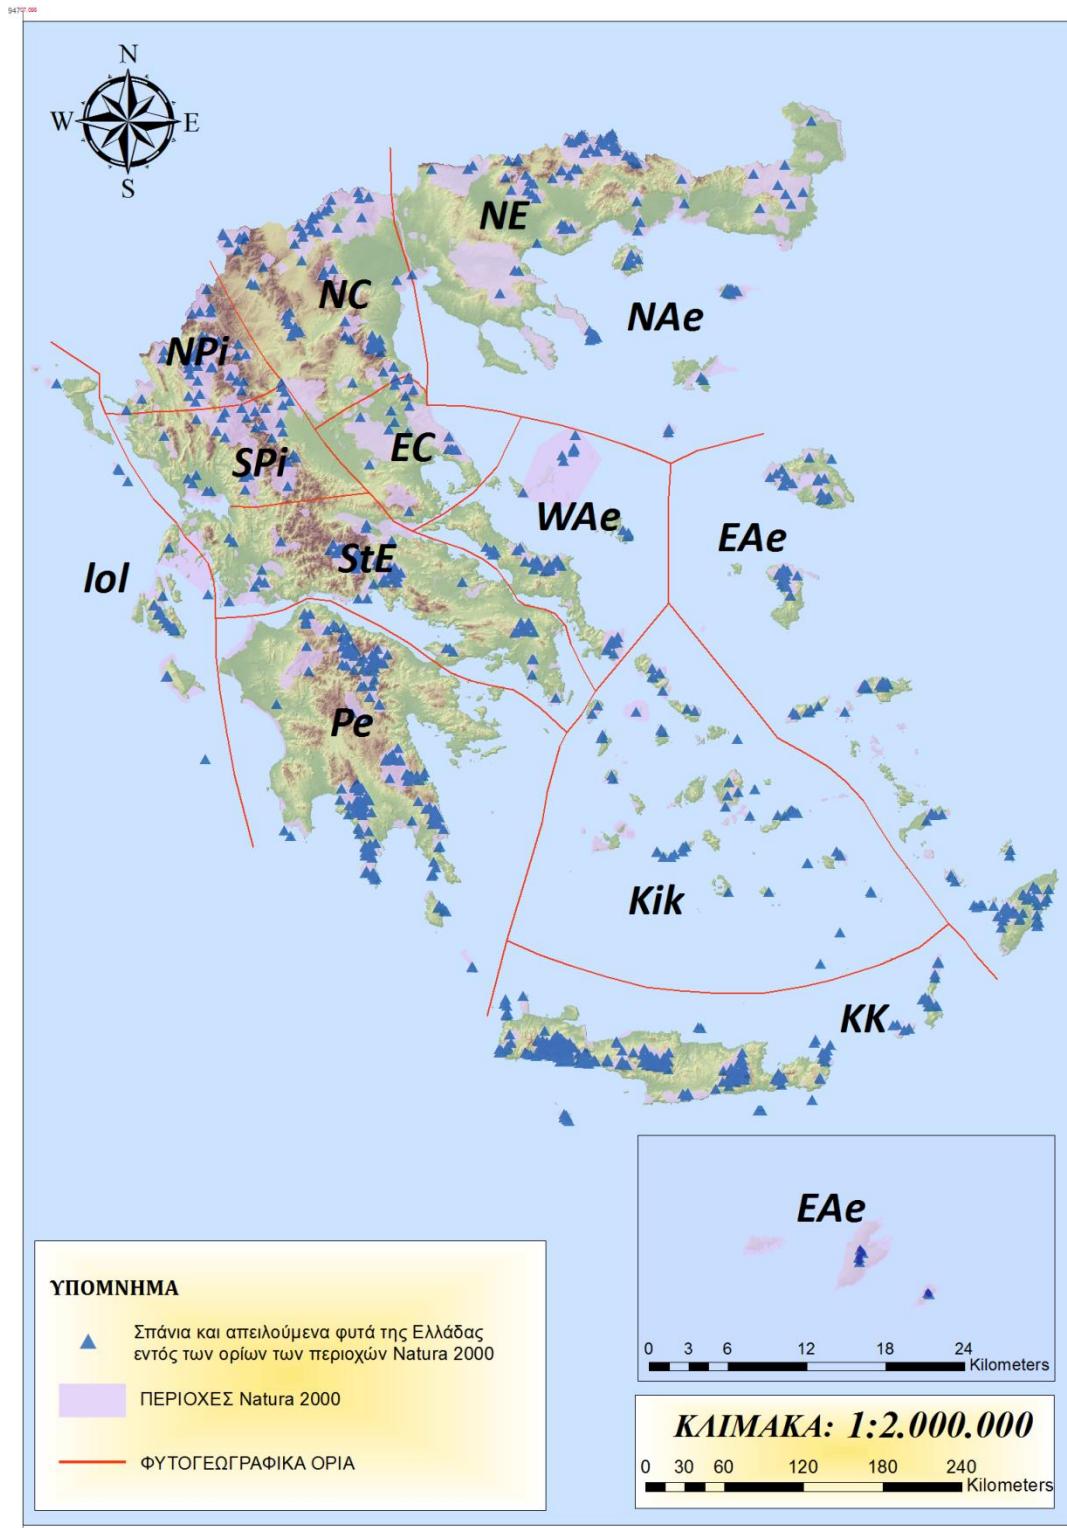 N
W E
S
NE
NC
NAe
NPi
EC
SPi
WAe
EAe
StE
IoI
Pe
Kik
KK
EAe
0 3 6 12 18 24
Kilometers
ΥΠΟΜΝΗΜΑ
Σπάνια και απειλούμενα φυτά της Ελλάδας
εντός των ορίων των περιοχών Natura 2000
ΠΕΡΙΟΧΕΣ Natura 2000
ΦΥΤΟΓΕΩΓΡΑΦΙΚΑ ΟΡΙΑ
ΚΛΙΜΑΚΑ: 1:2.000.000
0 30 60 120 180 240
Kilometers